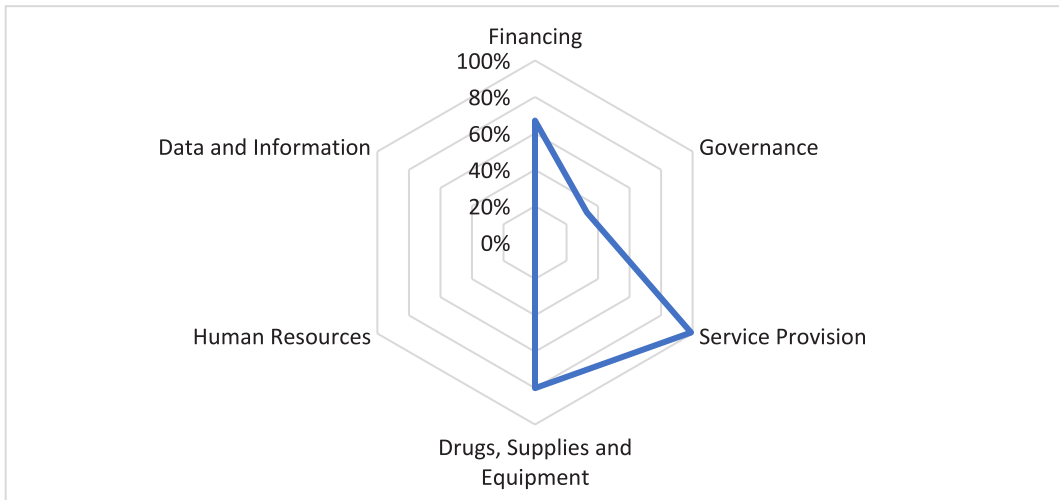 Financing
100%
80%
60%
40%
20%
0%
Data and Information
Governance
Human Resources
Service Provision
Drugs, Supplies and
Equipment